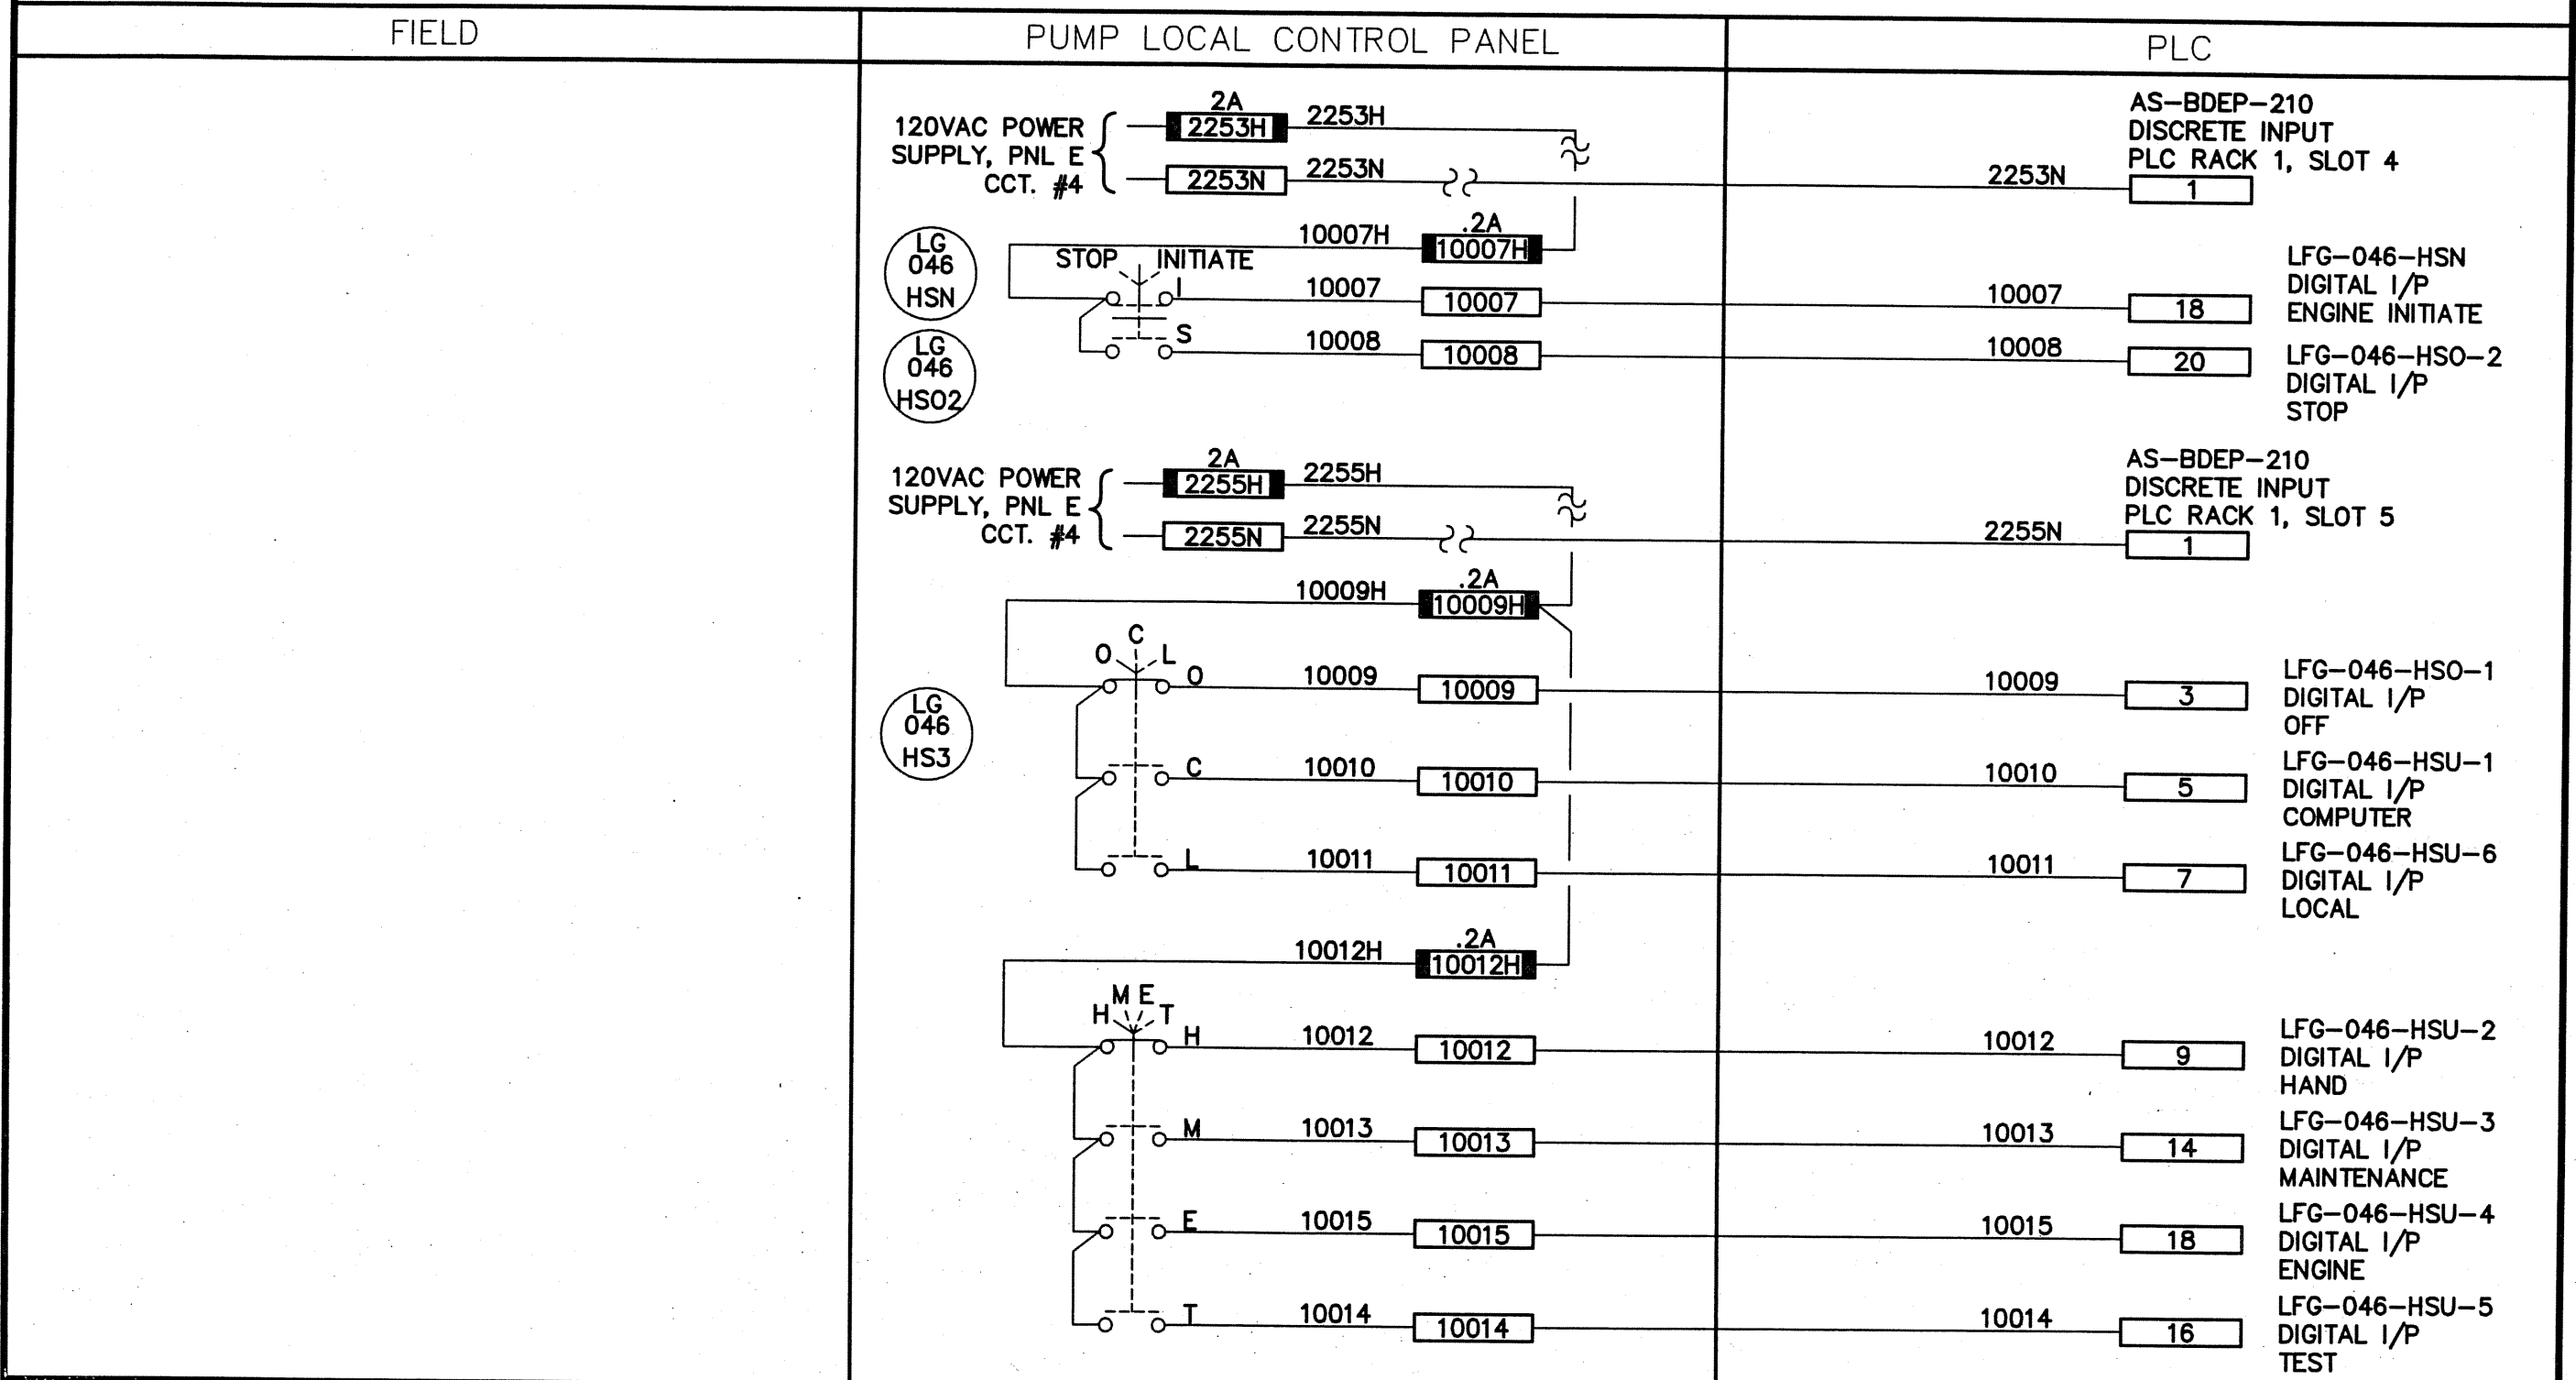 FIELD
PUMP LOCAL CONTROL PANEL
PLC
120VAC POWER
SUPPLY, PNL E
CCT. #4
2A
2253H
2253H
2253N
2253N
2253N
AS-BDEP-210
DISCRETE INPUT
PLC RACK 1, SLOT 4
1
LG
046
HSN
STOP
INITIATE
10007H
.2A
10007H
I
10007
10007
10007
18
LFG-046-HSN
DIGITAL I/P
ENGINE INITIATE
LG
046
HSO2
S
10008
10008
10008
20
LFG-046-HSO-2
DIGITAL I/P
STOP
120VAC POWER
SUPPLY, PNL E
CCT. #4
2A
2255H
2255H
2255N
2255N
2255N
AS-BDEP-210
DISCRETE INPUT
PLC RACK 1, SLOT 5
1
10009H
.2A
10009H
LG
046
HS3
O
C
L
O
10009
10009
10009
3
LFG-046-HSO-1
DIGITAL I/P
OFF
C
10010
10010
10010
5
LFG-046-HSU-1
DIGITAL I/P
COMPUTER
L
10011
10011
10011
7
LFG-046-HSU-6
DIGITAL I/P
LOCAL
10012H
.2A
10012H
H
M
E
T
H
10012
10012
10012
9
LFG-046-HSU-2
DIGITAL I/P
HAND
M
10013
10013
10013
14
LFG-046-HSU-3
DIGITAL I/P
MAINTENANCE
E
10015
10015
10015
18
LFG-046-HSU-4
DIGITAL I/P
ENGINE
T
10014
10014
10014
16
LFG-046-HSU-5
DIGITAL I/P
TEST